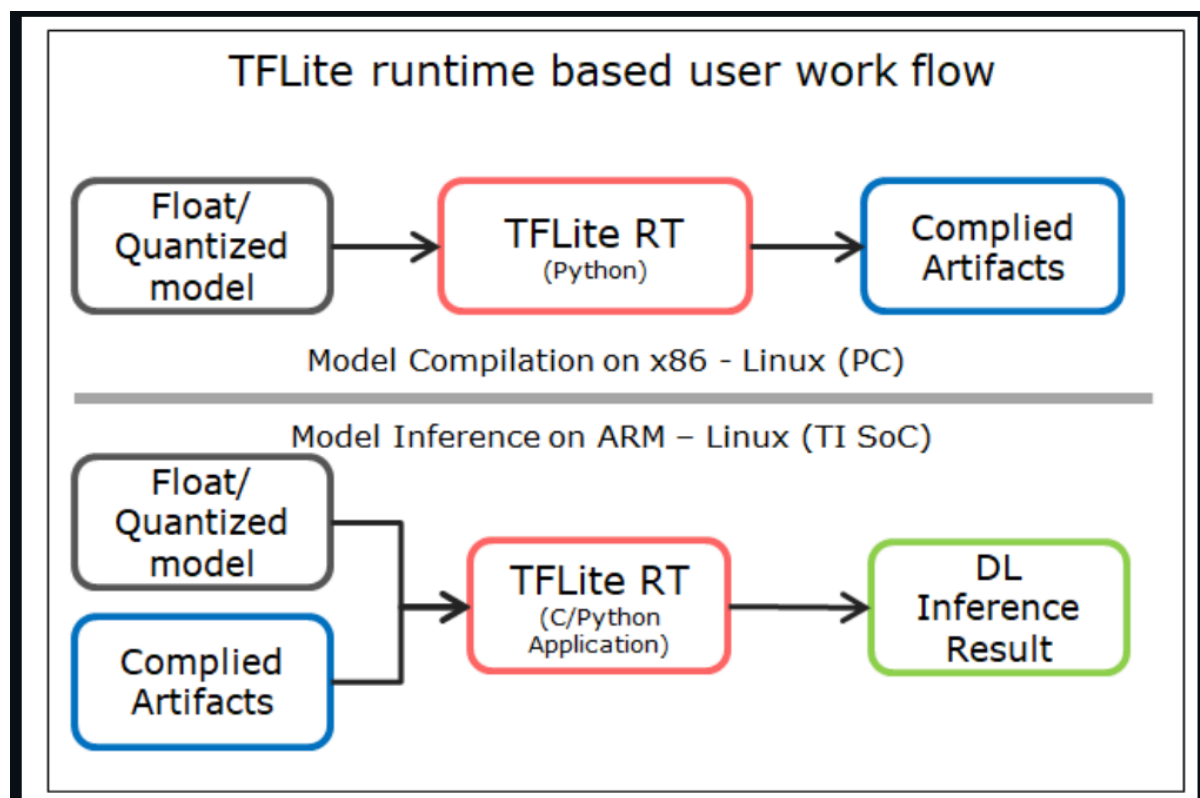 TFLite runtime based user work flow
Float/
Quantized
model
TFLite RT
(Python)
Complied
Artifacts
Model Compilation on x86 - Linux (PC)
Model Inference on ARM – Linux (TI SoC)
Float/
Quantized
model
Complied
Artifacts
TFLite RT
(C/Python
Application)
DL
Inference
Result